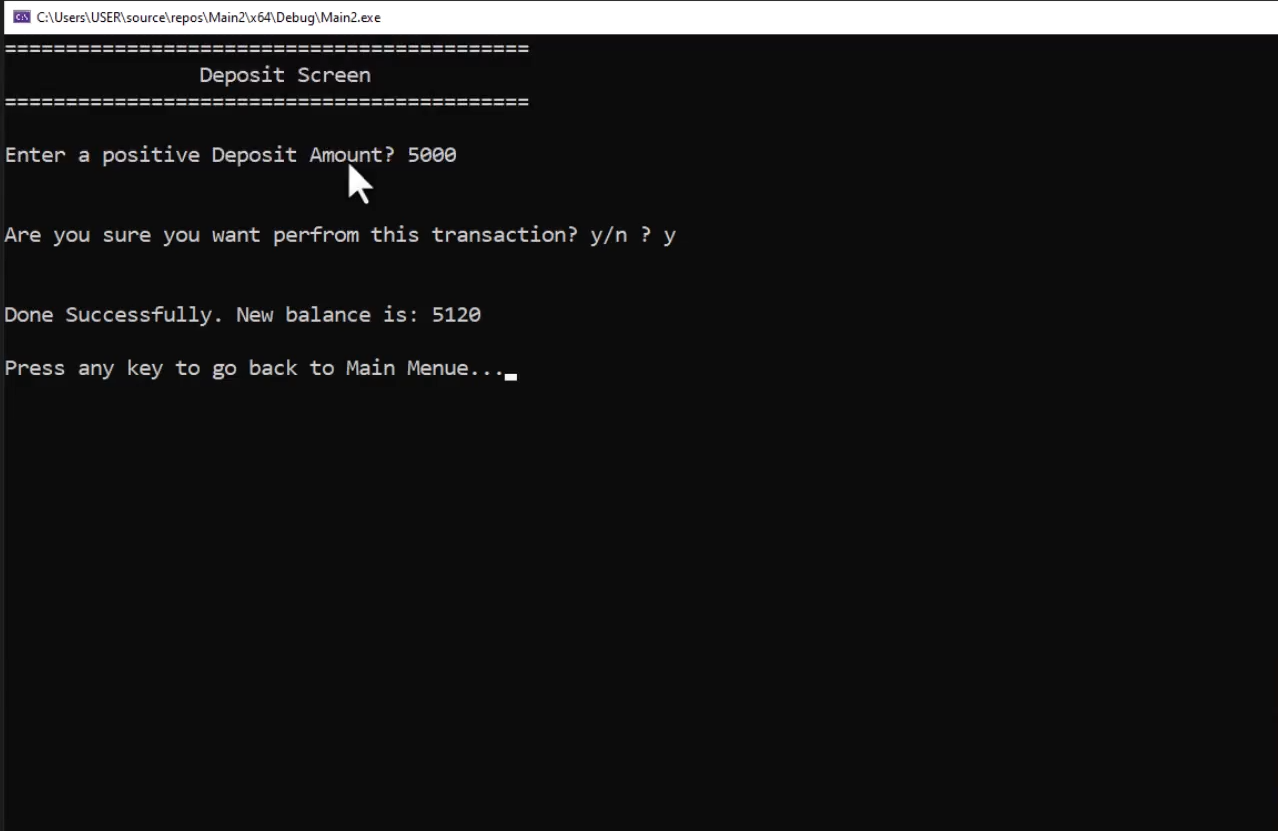 C:\Users\USER\source\repos\Main2\x64\Debug\Main2.exe
===========================================
Deposit Screen
===========================================
Enter a positive Deposit Amount? 5000
Are you sure you want perfrom this transaction? y/n ? y
Done Successfully. New balance is: 5120
Press any key to go back to Main Menue...